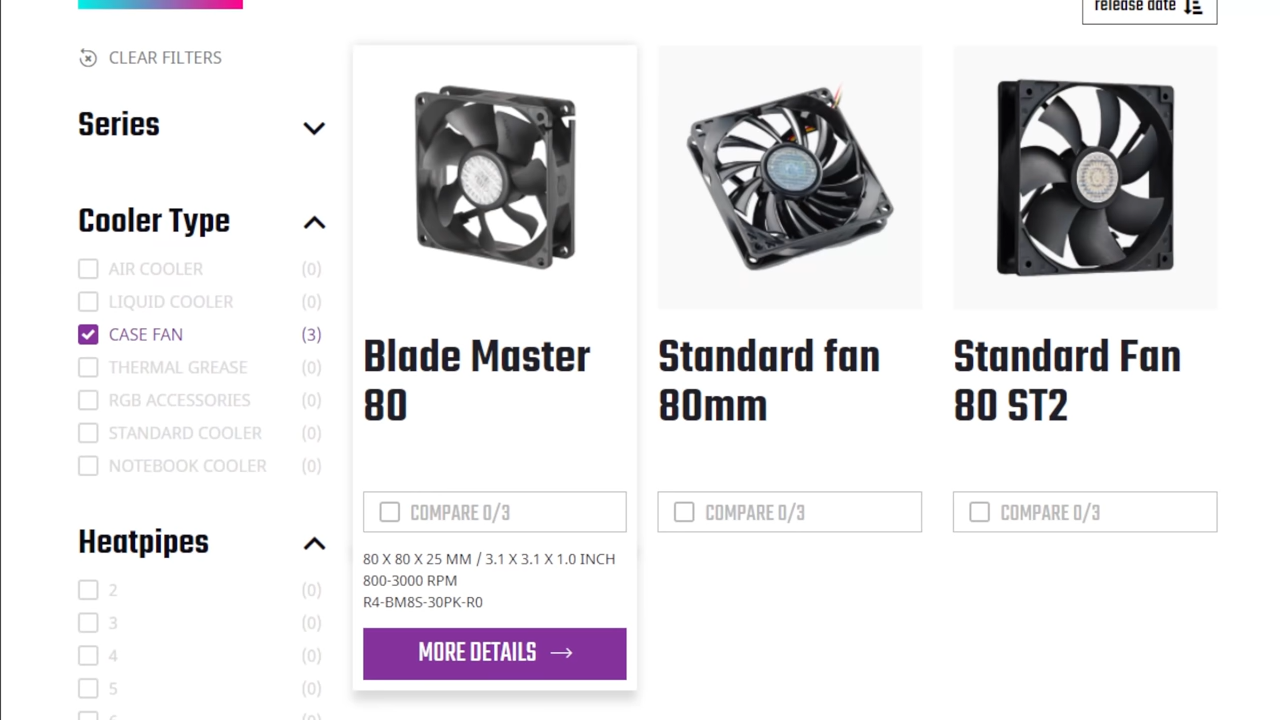 release date
CLEAR FILTERS
Series
Cooler Type
AIR COOLER (0)
LIQUID COOLER (0)
CASE FAN (3)
THERMAL GREASE (0)
RGB ACCESSORIES (0)
STANDARD COOLER (0)
NOTEBOOK COOLER (0)
Heatpipes
2 (0)
3 (0)
4 (0)
5 (0)
Blade Master
80
COMPARE 0/3
80 X 80 X 25 MM / 3.1 X 3.1 X 1.0 INCH
800-3000 RPM
R4-BM8S-30PK-R0
MORE DETAILS
Standard fan
80mm
COMPARE 0/3
Standard Fan
80 ST2
COMPARE 0/3